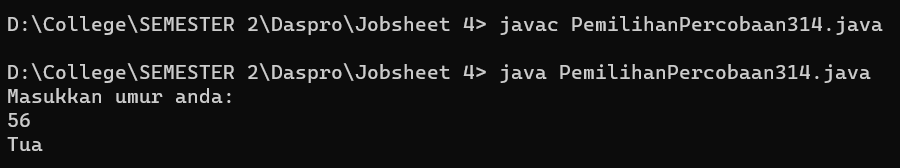 D:\College\SEMESTER 2\Daspro\Jobsheet 4> javac PemilihanPercobaan314.java
D:\College\SEMESTER 2\Daspro\Jobsheet 4> java PemilihanPercobaan314.java
Masukkan umur anda:
56
Tua